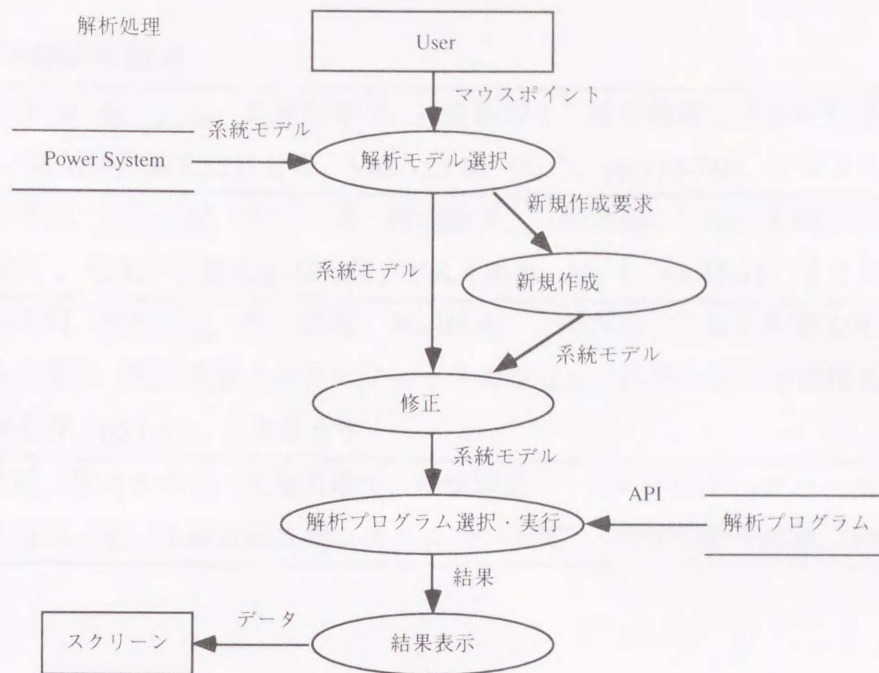 解析処理
User
マウスポイント
系統モデル
Power System
解析モデル選択
新規作成要求
系統モデル
新規作成
系統モデル
修正
系統モデル
API
解析プログラム選択・実行
解析プログラム
結果
データ
スクリーン
結果表示